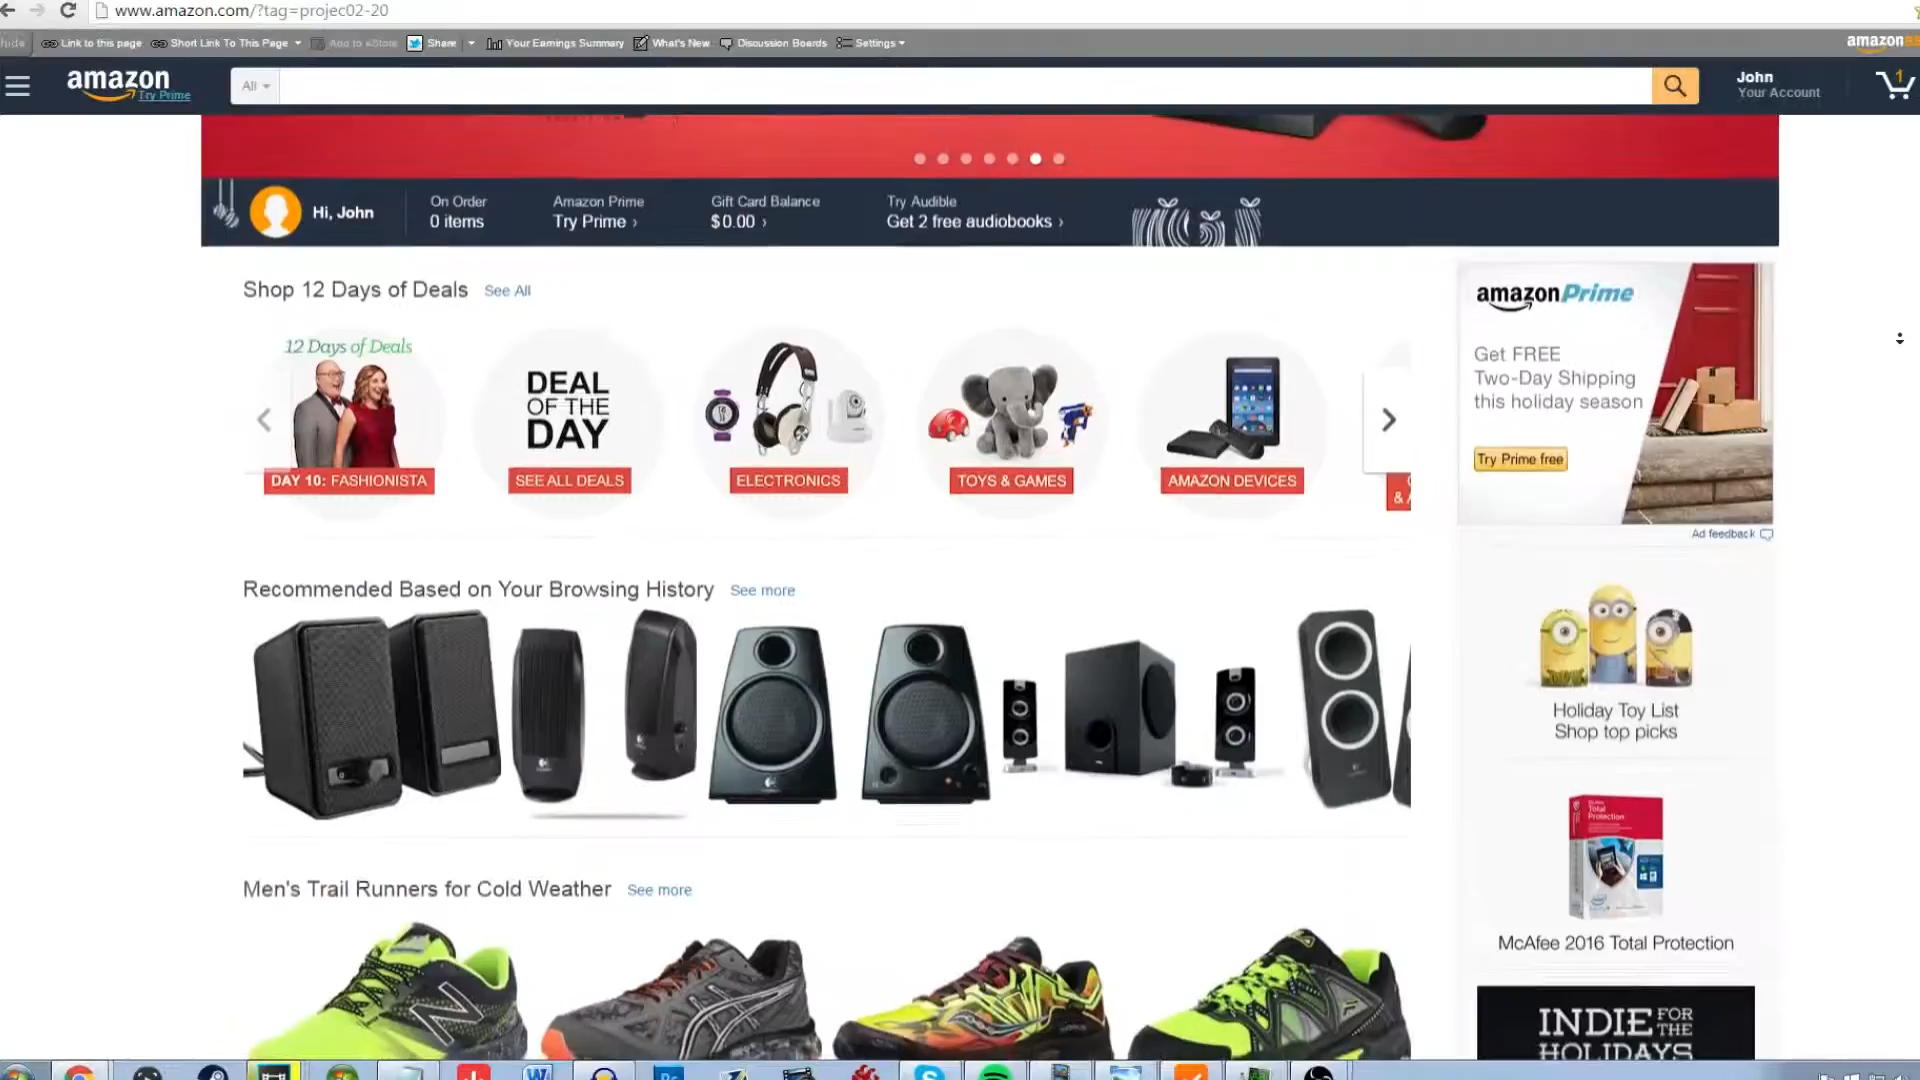 www.amazon.com/?tag=projec02-20
hide
Link to this page
Short Link To This Page
Add to aStore
Share
Your Earnings Summary
What's New
Discussion Boards
Settings
amazon
amazon
Try Prime
All
John
Your Account
1
Hi, John
On Order
0 items
Amazon Prime
Try Prime ›
Gift Card Balance
$0.00 ›
Try Audible
Get 2 free audiobooks ›
Shop 12 Days of Deals See All
12 Days of Deals
DAY 10: FASHIONISTA
DEAL
OF THE
DAY
SEE ALL DEALS
ELECTRONICS
TOYS & GAMES
AMAZON DEVICES
&
amazonPrime
Get FREE
Two-Day Shipping
this holiday season
Try Prime free
Ad feedback
Recommended Based on Your Browsing History See more
Holiday Toy List
Shop top picks
Total
Protection
McAfee 2016 Total Protection
Men's Trail Runners for Cold Weather See more
INDIE FOR THE
HOLIDAYS